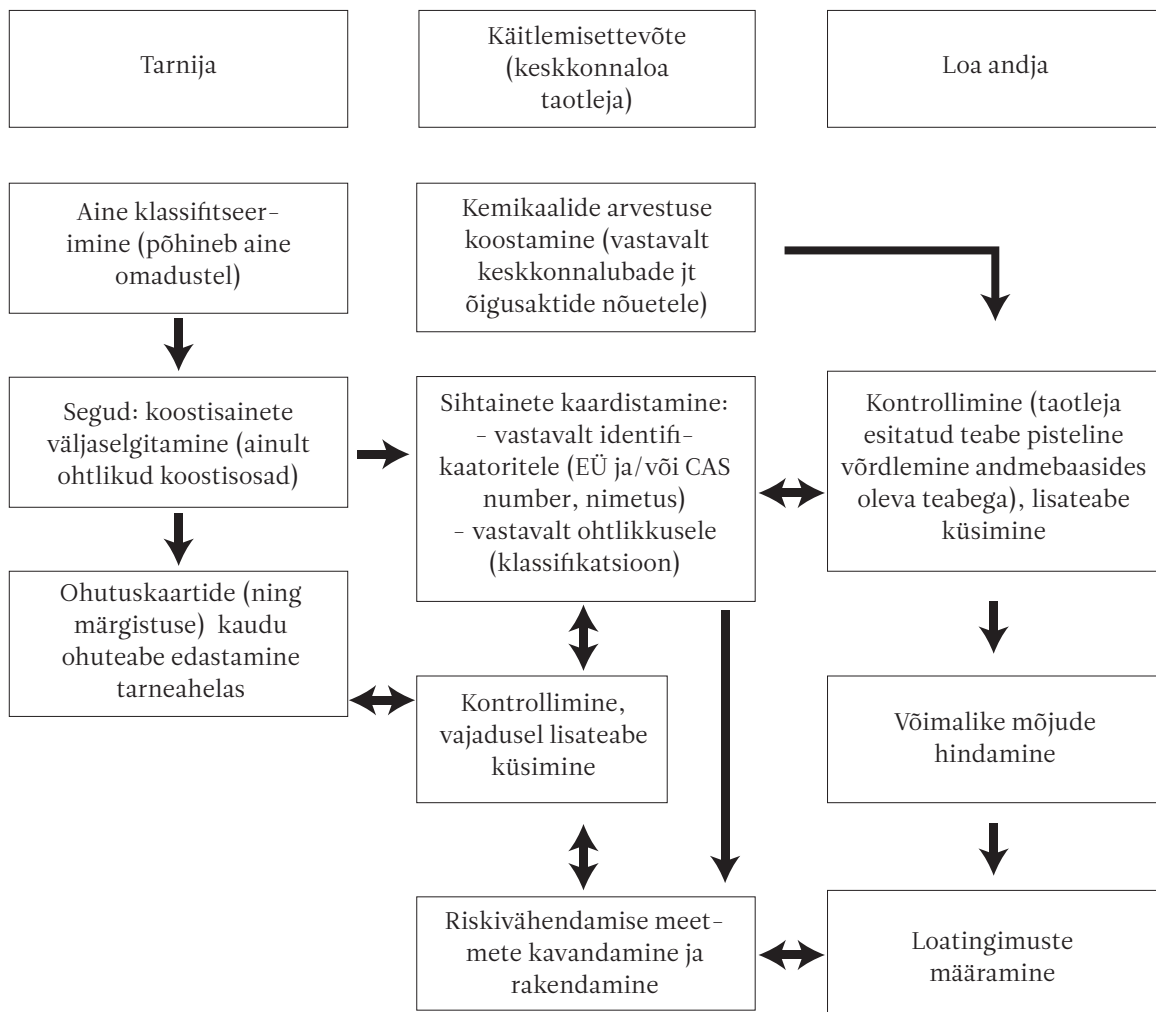 Tarnija
Käitlemisettevõte
(keskkonnaloa
taotleja)
Loa andja
Aine klassifitseer-
imine (põhineb aine
omadustel)
Kemikaalide arvestuse
koostamine (vastavalt
keskkonnalubade jt
õigusaktide nõuetele)
Segud: koostisainete
väljaselgitamine (ainult
ohtlikud koostisosad)
Sihtainete kaardistamine:
- vastavalt identifi-
kaatoritele (EÜ ja/või CAS
number, nimetus)
- vastavalt ohtlikkusele
(klassifikatsioon)
Kontrollimine (taotleja
esitatud teabe pisteline
võrdlemine andmebaasides
oleva teabega), lisateabe
küsimine
Ohutuskaartide (ning
märgistuse) kaudu
ohuteabe edastamine
tarneahelas
Kontrollimine,
vajadusel lisateabe
küsimine
Võimalike mõjude
hindamine
Riskivähendamise meet-
mete kavandamine ja
rakendamine
Loatingimuste
määramine